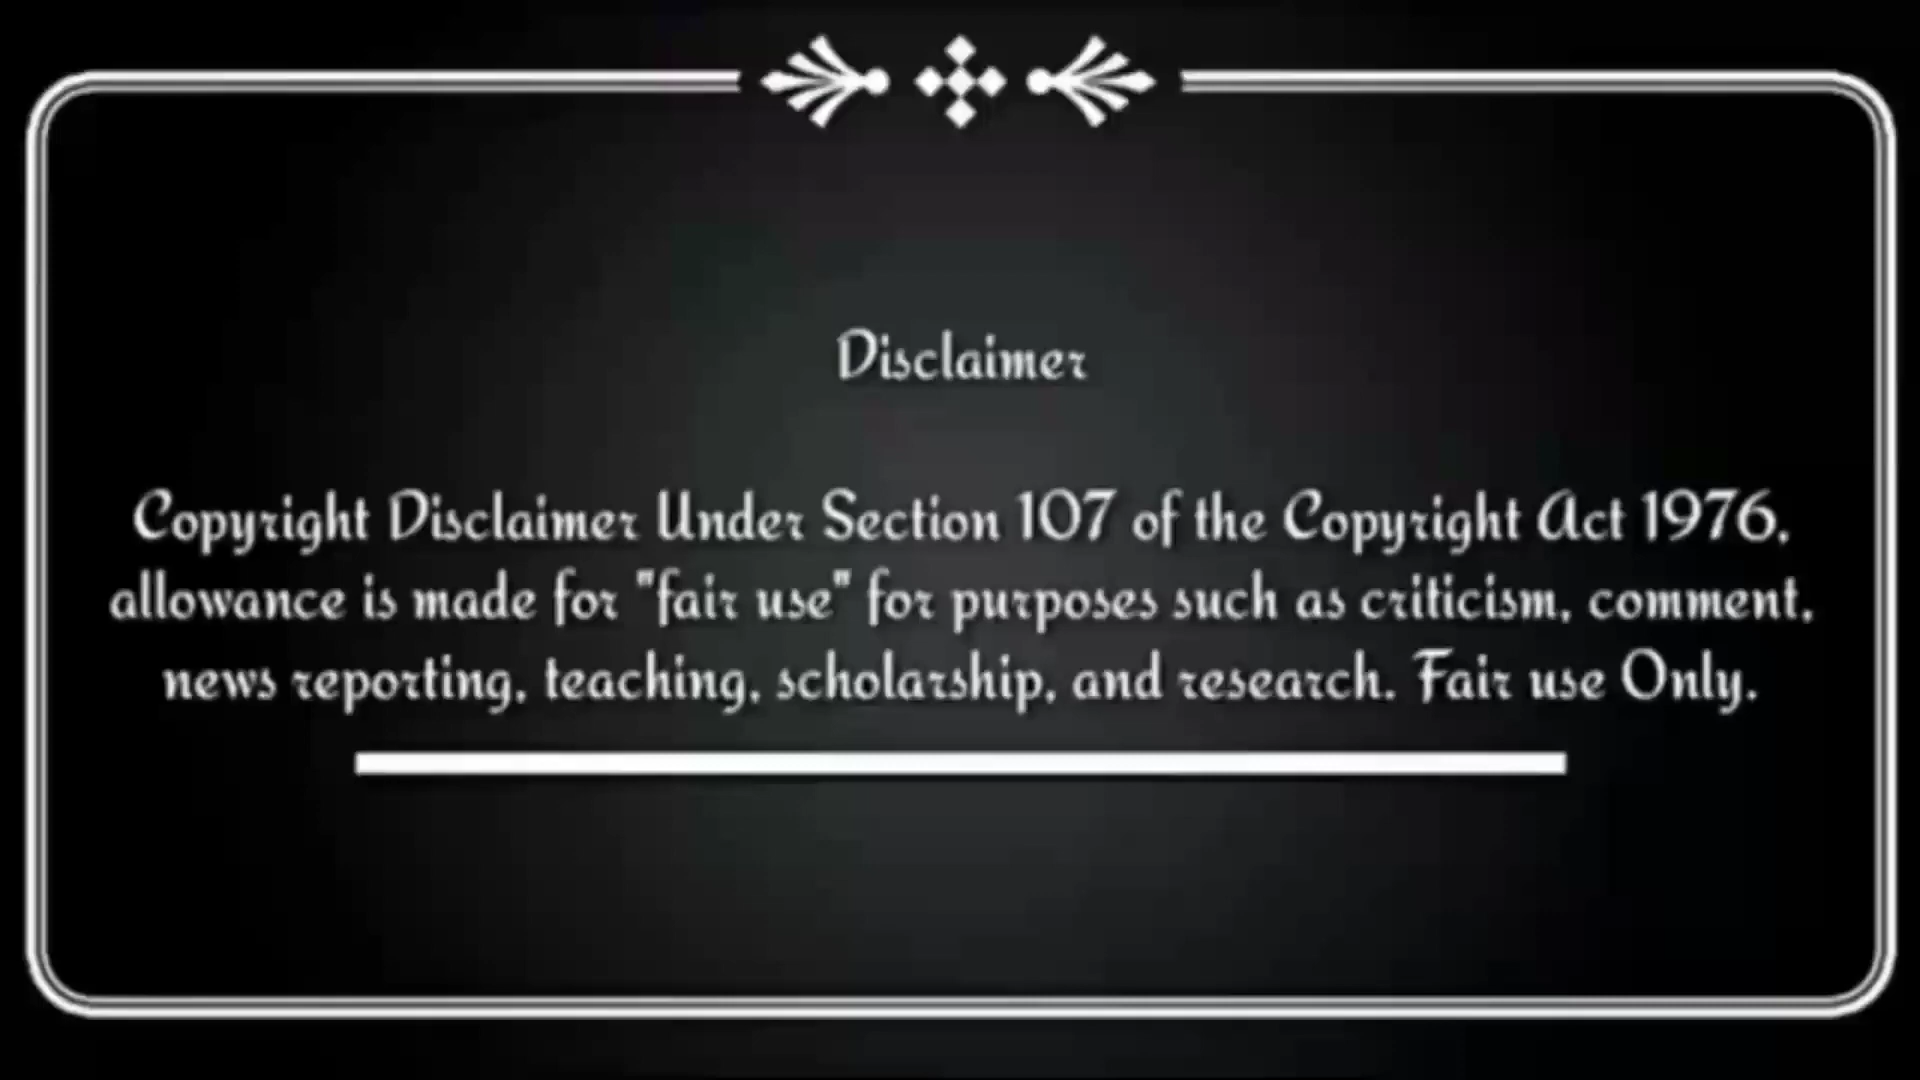 Disclaimer
Copyright Disclaimer Under Section 107 of the Copyright Act 1976,
allowance is made for "fair use" for purposes such as criticism, comment,
news reporting, teaching, scholarship, and research. Fair use Only.